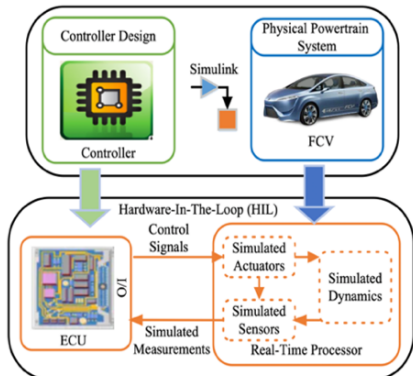 Controller Design
Controller
Simulink
Physical Powertrain
System
FCV
Hardware-In-The-Loop (HIL)
Control
Signals
I/O
ECU
Simulated
Measurements
Simulated
Actuators
Simulated
Sensors
Simulated
Dynamics
Real-Time Processor